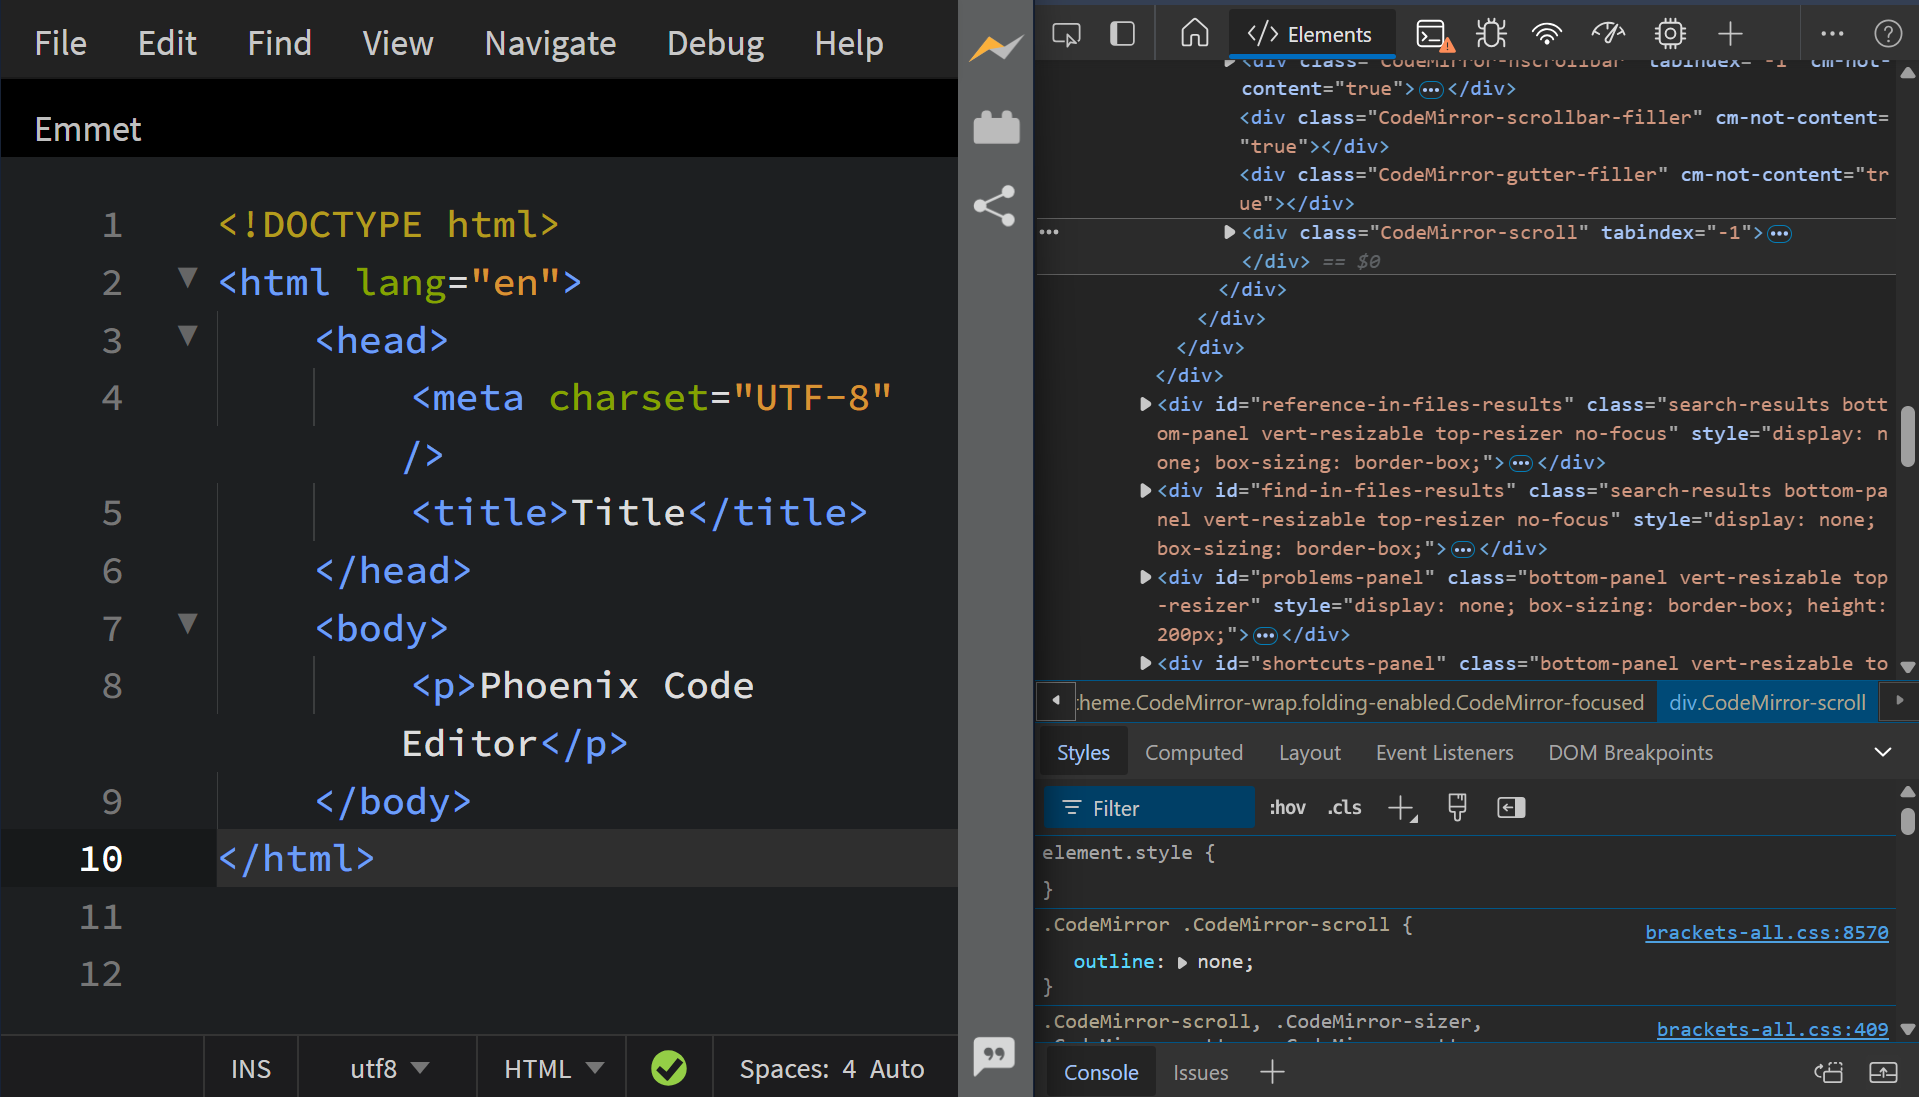 File Edit Find View Navigate Debug Help
Emmet
1 <!DOCTYPE html>
2 <html lang="en">
3 <head>
4 <meta charset="UTF-8"
/>
5 <title>Title</title>
6 </head>
7 <body>
8 <p>Phoenix Code
Editor</p>
9 </body>
10 </html>
11
12
INS utf8 HTML Spaces: 4 Auto
Elements
<div class="CodeMirror-hscrollbar" tabindex="-1" cm-not-
content="true"></div>
<div class="CodeMirror-scrollbar-filler" cm-not-content=
"true"></div>
<div class="CodeMirror-gutter-filler" cm-not-content="tr
ue"></div>
<div class="CodeMirror-scroll" tabindex="-1">
</div> == $0
</div>
</div>
</div>
</div>
<div id="reference-in-files-results" class="search-results bott
om-panel vert-resizable top-resizer no-focus" style="display: n
one; box-sizing: border-box;"></div>
<div id="find-in-files-results" class="search-results bottom-pa
nel vert-resizable top-resizer no-focus" style="display: none;
box-sizing: border-box;"></div>
<div id="problems-panel" class="bottom-panel vert-resizable top
-resizer" style="display: none; box-sizing: border-box; height:
200px;"></div>
<div id="shortcuts-panel" class="bottom-panel vert-resizable to
heme.CodeMirror-wrap.folding-enabled.CodeMirror-focused div.CodeMirror-scroll
Styles Computed Layout Event Listeners DOM Breakpoints
Filter :hov .cls
element.style {
}
.CodeMirror .CodeMirror-scroll { brackets-all.css:8570
outline: none;
}
.CodeMirror-scroll, .CodeMirror-sizer, brackets-all.css:409
Console Issues